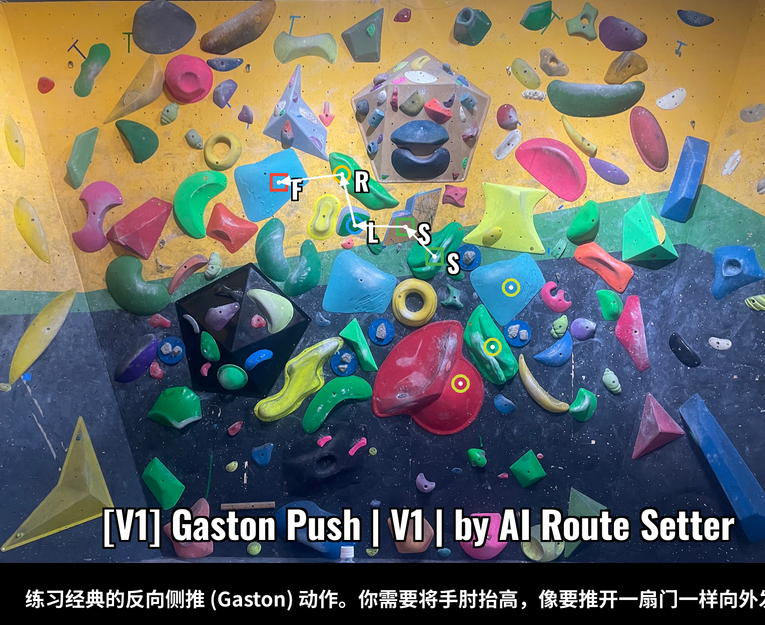 F
R
L
S
S
[V1] Gaston Push | V1 | by AI Route Setter
练习经典的反向侧推 (Gaston) 动作。你需要将手肘抬高，像要推开一扇门一样向外发